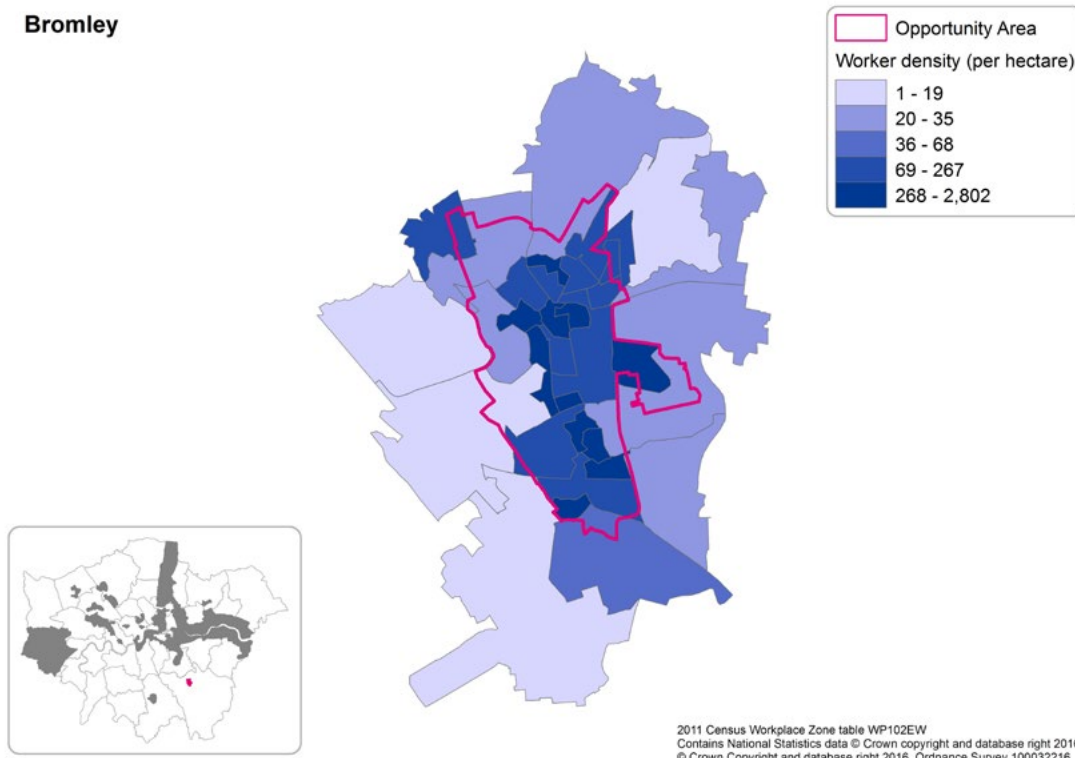 Bromley
Opportunity Area
Worker density (per hectare)
1 - 19
20 - 35
36 - 68
69 - 267
268 - 2,802
2011 Census Workplace Zone table WP102EW
Contains National Statistics data © Crown copyright and database right 2016
© Crown Copyright and database right 2016. Ordnance Survey 100032216